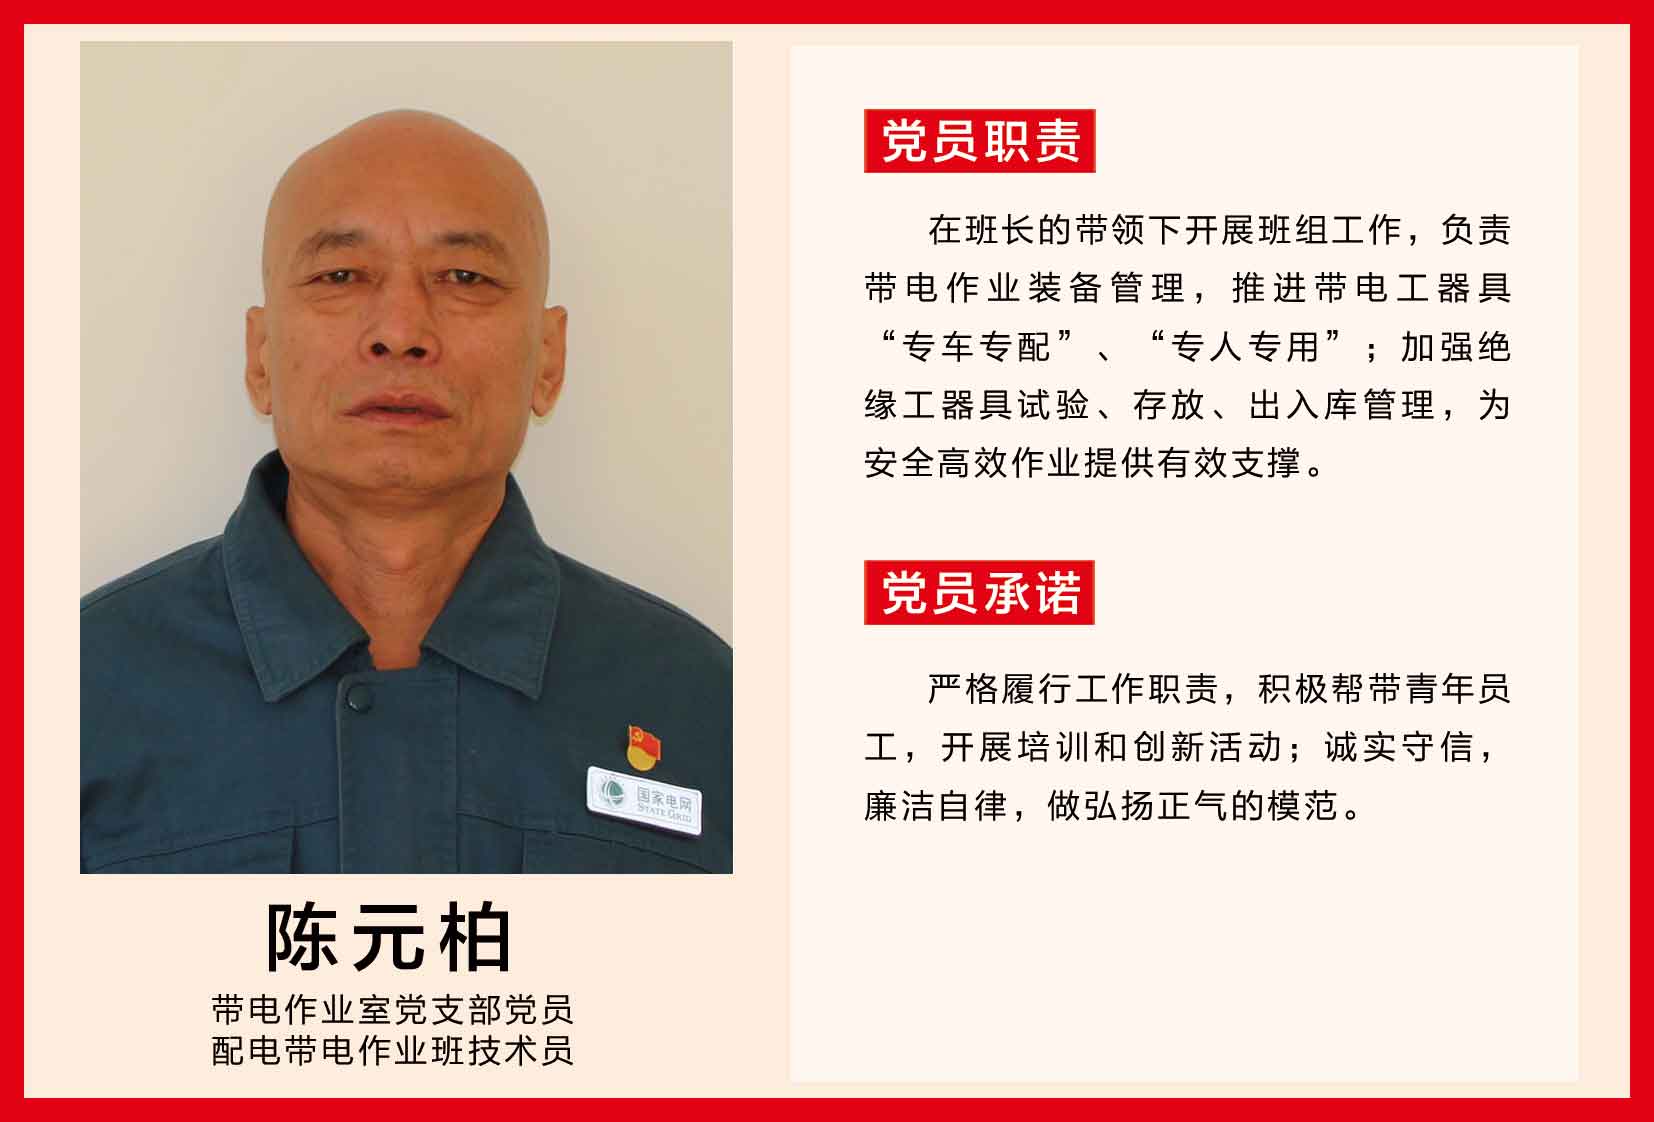 国家电网
STATE GRID
陈元柏
带电作业室党支部党员
配电带电作业班技术员
党员职责
在班长的带领下开展班组工作，负责
带电作业装备管理，推进带电工器具
“专车专配”、“专人专用”；加强绝
缘工器具试验、存放、出入库管理，为
安全高效作业提供有效支撑。
党员承诺
严格履行工作职责，积极帮带青年员
工，开展培训和创新活动；诚实守信，
廉洁自律，做弘扬正气的模范。